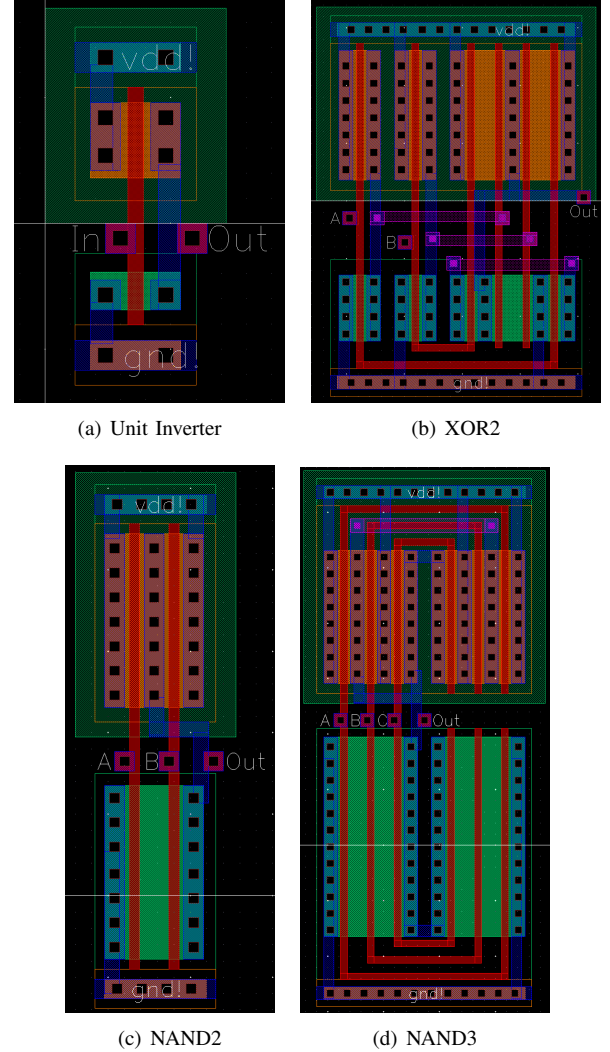 vdd!
In Out
gnd!
(a) Unit Inverter
vdd!
Out
A
B
gnd!
(b) XOR2
vdd!
A B Out
gnd!
(c) NAND2
vdd!
A B C Out
gnd!
(d) NAND3